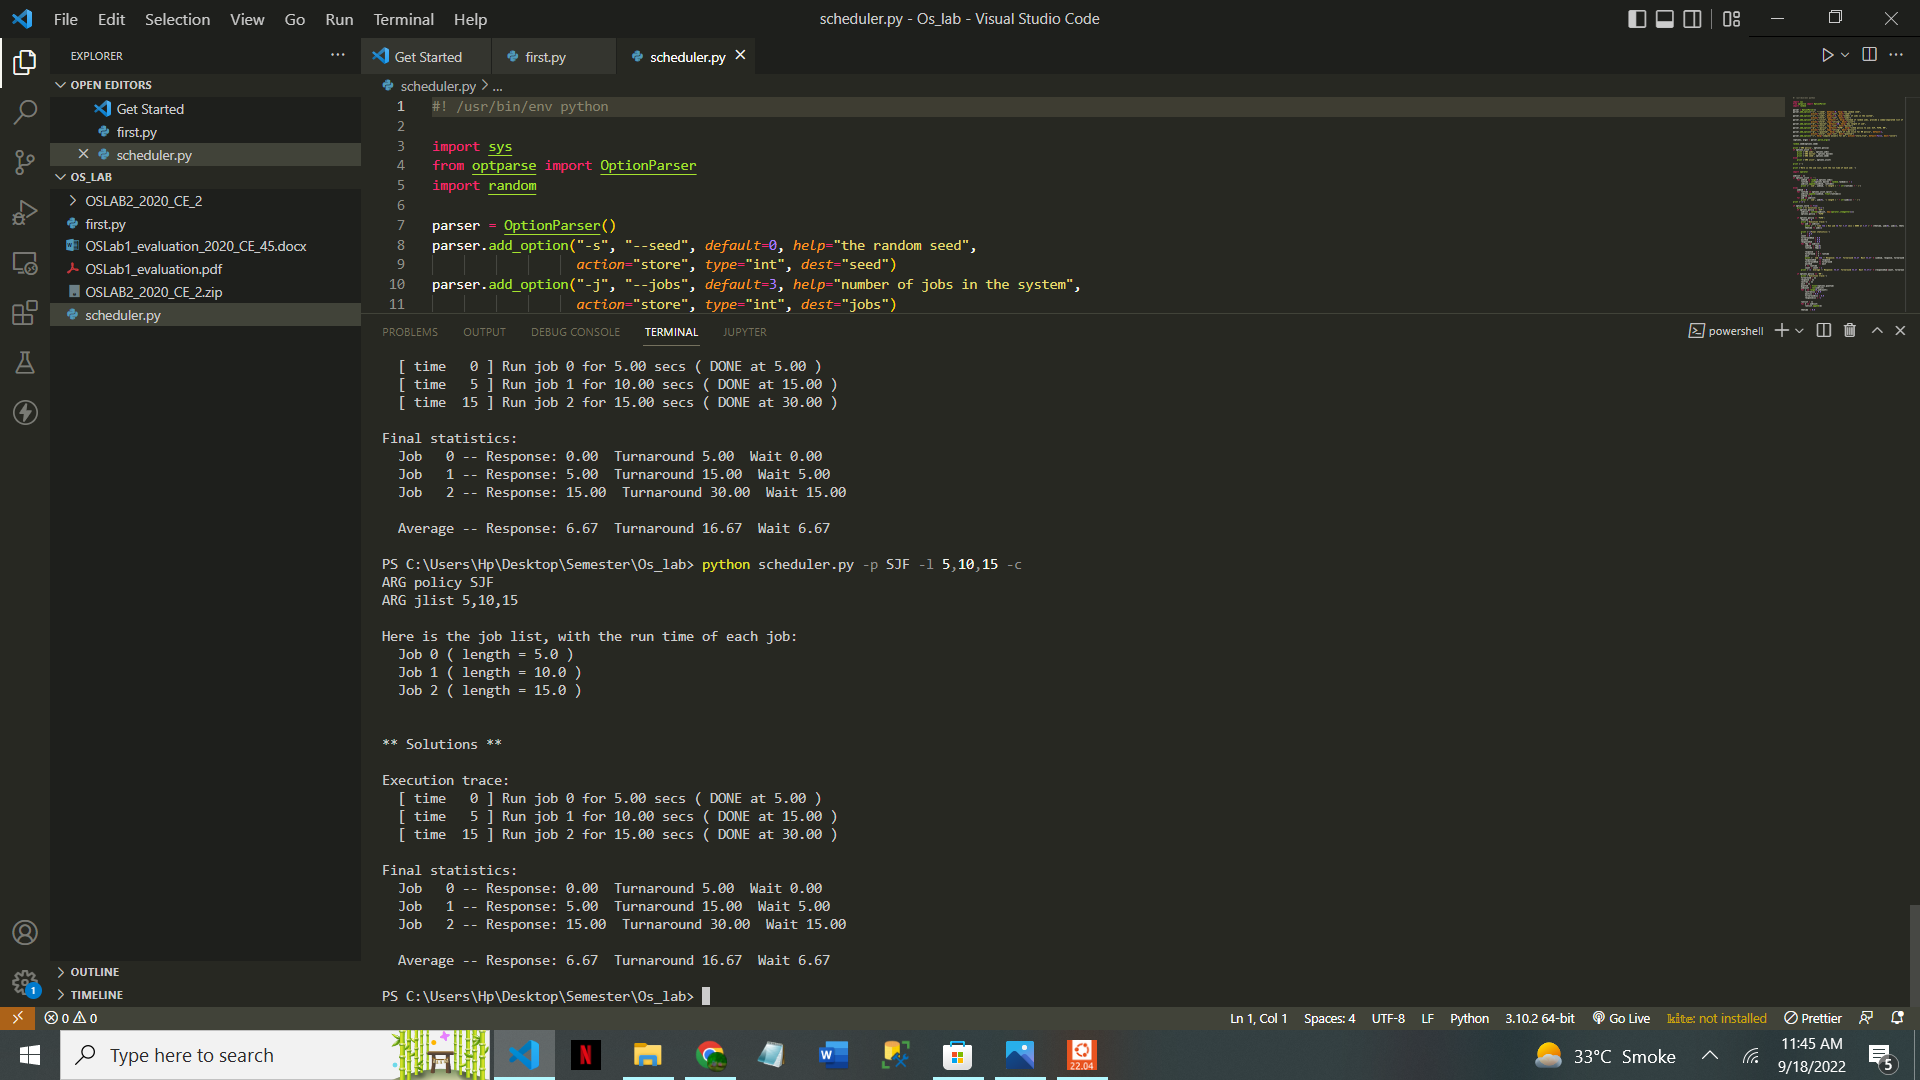 File Edit Selection View Go Run Terminal Help
scheduler.py - Os_lab - Visual Studio Code
EXPLORER
OPEN EDITORS
Get Started
first.py
scheduler.py
OS_LAB
OSLAB2_2020_CE_2
first.py
OSLab1_evaluation_2020_CE_45.docx
OSLab1_evaluation.pdf
OSLAB2_2020_CE_2.zip
scheduler.py
OUTLINE
TIMELINE
Get Started first.py scheduler.py
scheduler.py > ...
1 #! /usr/bin/env python
2
3 import sys
4 from optparse import OptionParser
5 import random
6
7 parser = OptionParser()
8 parser.add_option("-s", "--seed", default=0, help="the random seed",
9 action="store", type="int", dest="seed")
10 parser.add_option("-j", "--jobs", default=3, help="number of jobs in the system",
11 action="store", type="int", dest="jobs")
PROBLEMS OUTPUT DEBUG CONSOLE TERMINAL JUPYTER
powershell
[ time 0 ] Run job 0 for 5.00 secs ( DONE at 5.00 )
[ time 5 ] Run job 1 for 10.00 secs ( DONE at 15.00 )
[ time 15 ] Run job 2 for 15.00 secs ( DONE at 30.00 )
Final statistics:
Job 0 -- Response: 0.00 Turnaround 5.00 Wait 0.00
Job 1 -- Response: 5.00 Turnaround 15.00 Wait 5.00
Job 2 -- Response: 15.00 Turnaround 30.00 Wait 15.00
Average -- Response: 6.67 Turnaround 16.67 Wait 6.67
PS C:\Users\Hp\Desktop\Semester\Os_lab> python scheduler.py -p SJF -l 5,10,15 -c
ARG policy SJF
ARG jlist 5,10,15
Here is the job list, with the run time of each job:
Job 0 ( length = 5.0 )
Job 1 ( length = 10.0 )
Job 2 ( length = 15.0 )
** Solutions **
Execution trace:
[ time 0 ] Run job 0 for 5.00 secs ( DONE at 5.00 )
[ time 5 ] Run job 1 for 10.00 secs ( DONE at 15.00 )
[ time 15 ] Run job 2 for 15.00 secs ( DONE at 30.00 )
Final statistics:
Job 0 -- Response: 0.00 Turnaround 5.00 Wait 0.00
Job 1 -- Response: 5.00 Turnaround 15.00 Wait 5.00
Job 2 -- Response: 15.00 Turnaround 30.00 Wait 15.00
Average -- Response: 6.67 Turnaround 16.67 Wait 6.67
PS C:\Users\Hp\Desktop\Semester\Os_lab>
1
0 0
Ln 1, Col 1 Spaces: 4 UTF-8 LF Python 3.10.2 64-bit Go Live kite: not installed Prettier
Type here to search
N
W
22.04
33°C Smoke
11:45 AM
9/18/2022
5